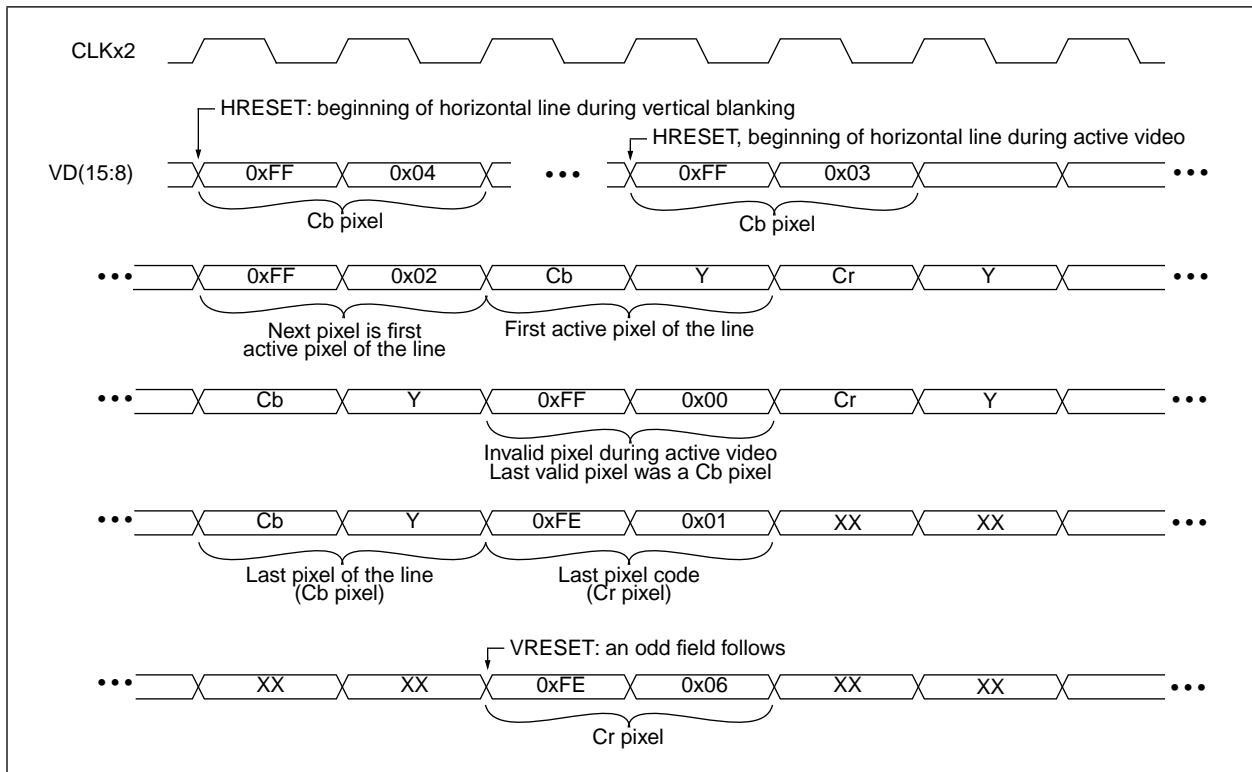 CLKx2
HRESET: beginning of horizontal line during vertical blanking
HRESET, beginning of horizontal line during active video
VD(15:8) 0xFF 0x04 ••• 0xFF 0x03 •••
Cb pixel Cb pixel
••• 0xFF 0x02 Cb Y Cr Y •••
Next pixel is first
active pixel of the line
First active pixel of the line
••• Cb Y 0xFF 0x00 Cr Y •••
Invalid pixel during active video
Last valid pixel was a Cb pixel
••• Cb Y 0xFE 0x01 XX XX •••
Last pixel of the line
(Cb pixel)
Last pixel code
(Cr pixel)
VRESET: an odd field follows
••• XX XX 0xFE 0x06 XX XX •••
Cr pixel